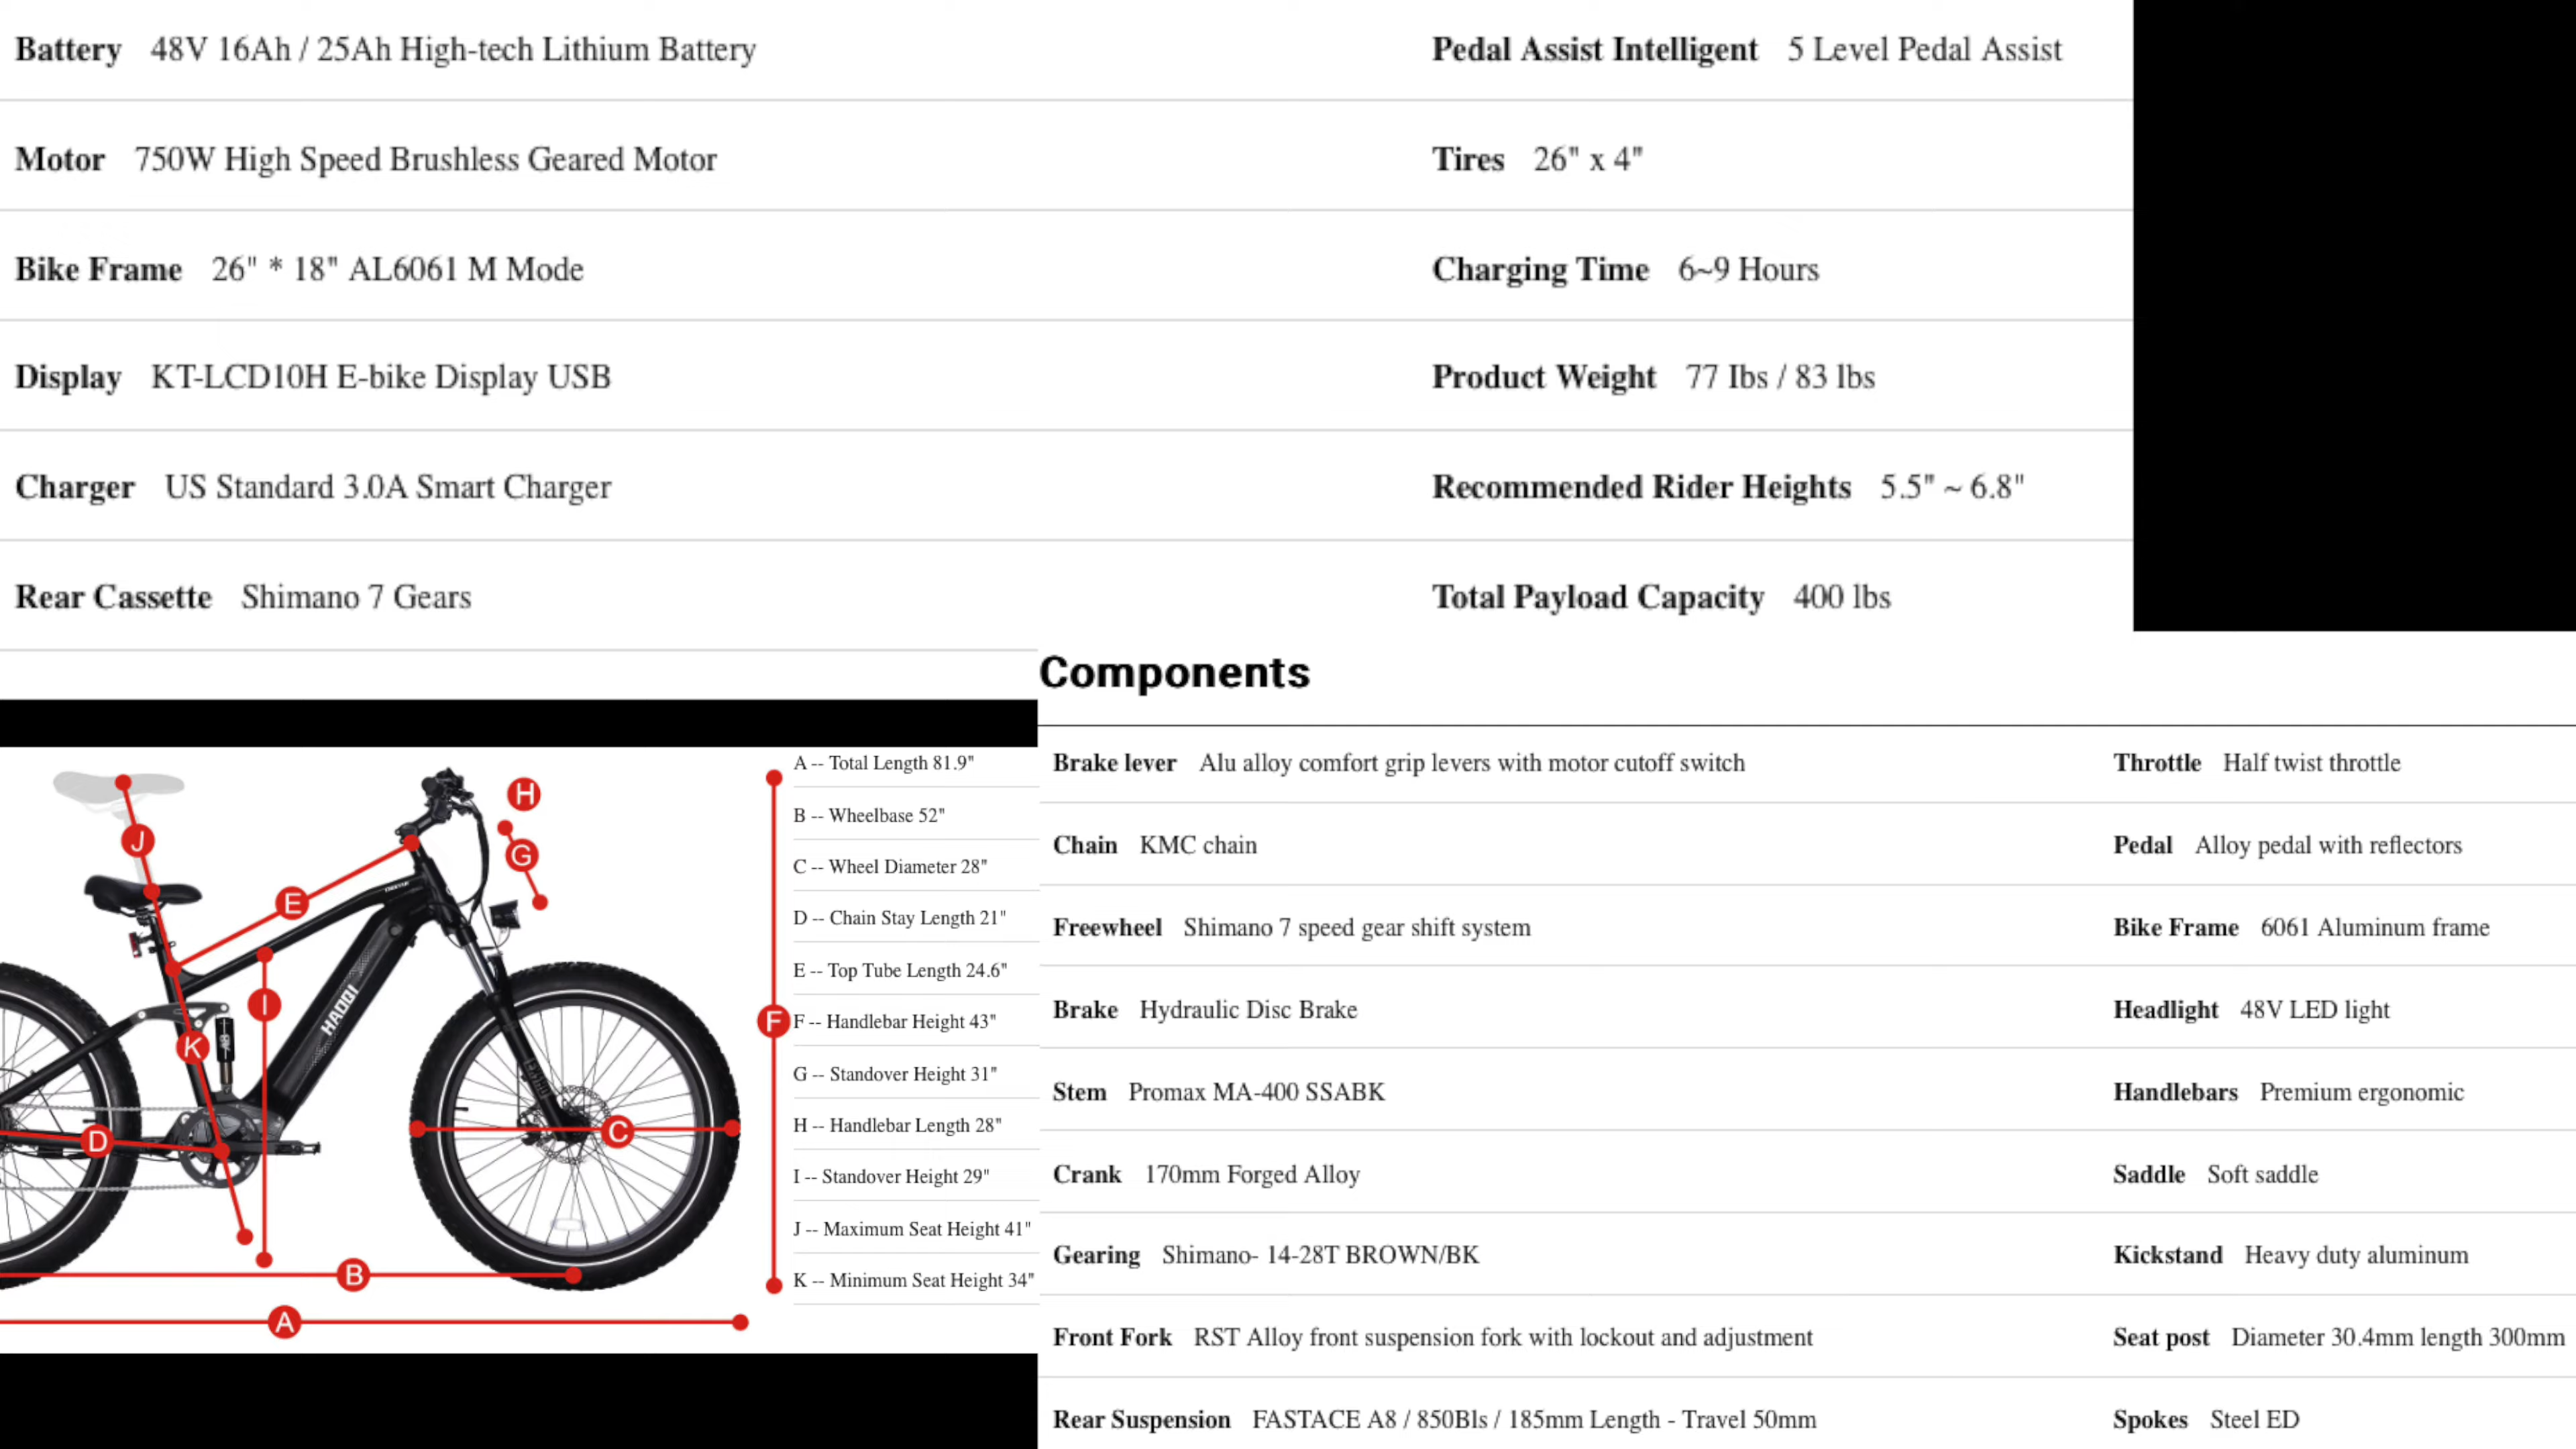 Battery 48V 16Ah / 25Ah High-tech Lithium Battery
Pedal Assist Intelligent 5 Level Pedal Assist
Motor 750W High Speed Brushless Geared Motor
Tires 26" x 4"
Bike Frame 26" * 18" AL6061 M Mode
Charging Time 6~9 Hours
Display KT-LCD10H E-bike Display USB
Product Weight 77 Ibs / 83 lbs
Charger US Standard 3.0A Smart Charger
Recommended Rider Heights 5.5" ~ 6.8"
Rear Cassette Shimano 7 Gears
Total Payload Capacity 400 lbs
H
J
G
E
I
HAOQI
K
A8
F
D
C
B
A
A -- Total Length 81.9"
B -- Wheelbase 52"
C -- Wheel Diameter 28"
D -- Chain Stay Length 21"
E -- Top Tube Length 24.6"
F -- Handlebar Height 43"
G -- Standover Height 31"
H -- Handlebar Length 28"
I -- Standover Height 29"
J -- Maximum Seat Height 41"
K -- Minimum Seat Height 34"
Components
Brake lever Alu alloy comfort grip levers with motor cutoff switch
Throttle Half twist throttle
Chain KMC chain
Pedal Alloy pedal with reflectors
Freewheel Shimano 7 speed gear shift system
Bike Frame 6061 Aluminum frame
Brake Hydraulic Disc Brake
Headlight 48V LED light
Stem Promax MA-400 SSABK
Handlebars Premium ergonomic
Crank 170mm Forged Alloy
Saddle Soft saddle
Gearing Shimano- 14-28T BROWN/BK
Kickstand Heavy duty aluminum
Front Fork RST Alloy front suspension fork with lockout and adjustment
Seat post Diameter 30.4mm length 300mm
Rear Suspension FASTACE A8 / 850Bls / 185mm Length - Travel 50mm
Spokes Steel ED